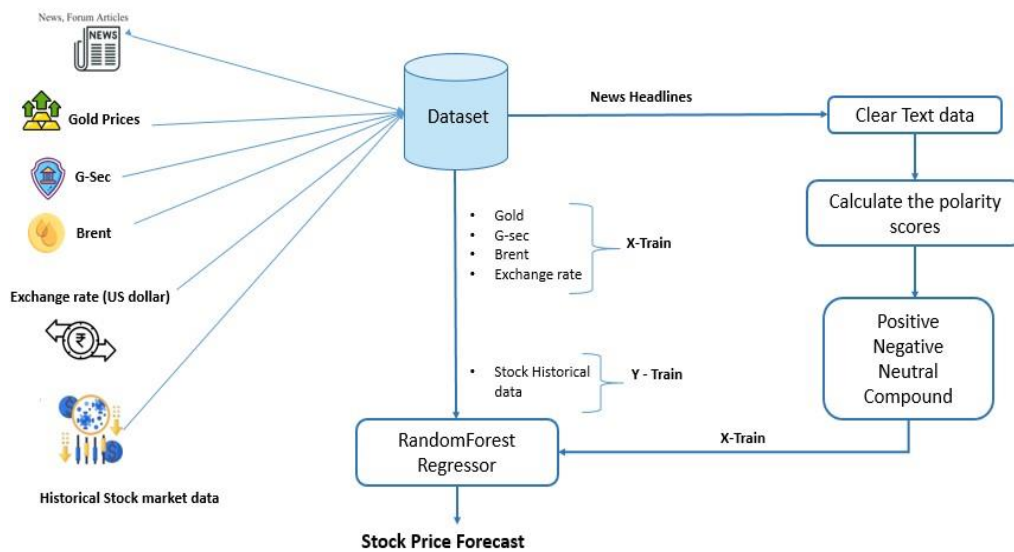 News, Forum Articles
NEWS
Gold Prices
G-Sec
Brent
Exchange rate (US dollar)
₹
Historical Stock market data
Dataset
News Headlines
Clear Text data
Calculate the polarity
scores
Positive
Negative
Neutral
Compound
X-Train
• Gold
• G-sec
• Brent
• Exchange rate
X-Train
• Stock Historical
data
Y - Train
RandomForest
Regressor
Stock Price Forecast